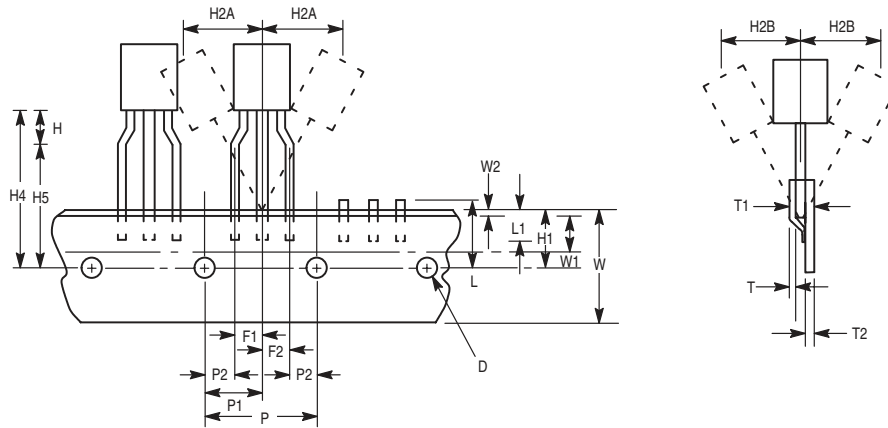 H2A H2A
H2B H2B
H
H4 H5
W2
L1 H1
W1 W
L
T1
T
T2
F1
F2
P2 P2
P1 P
D